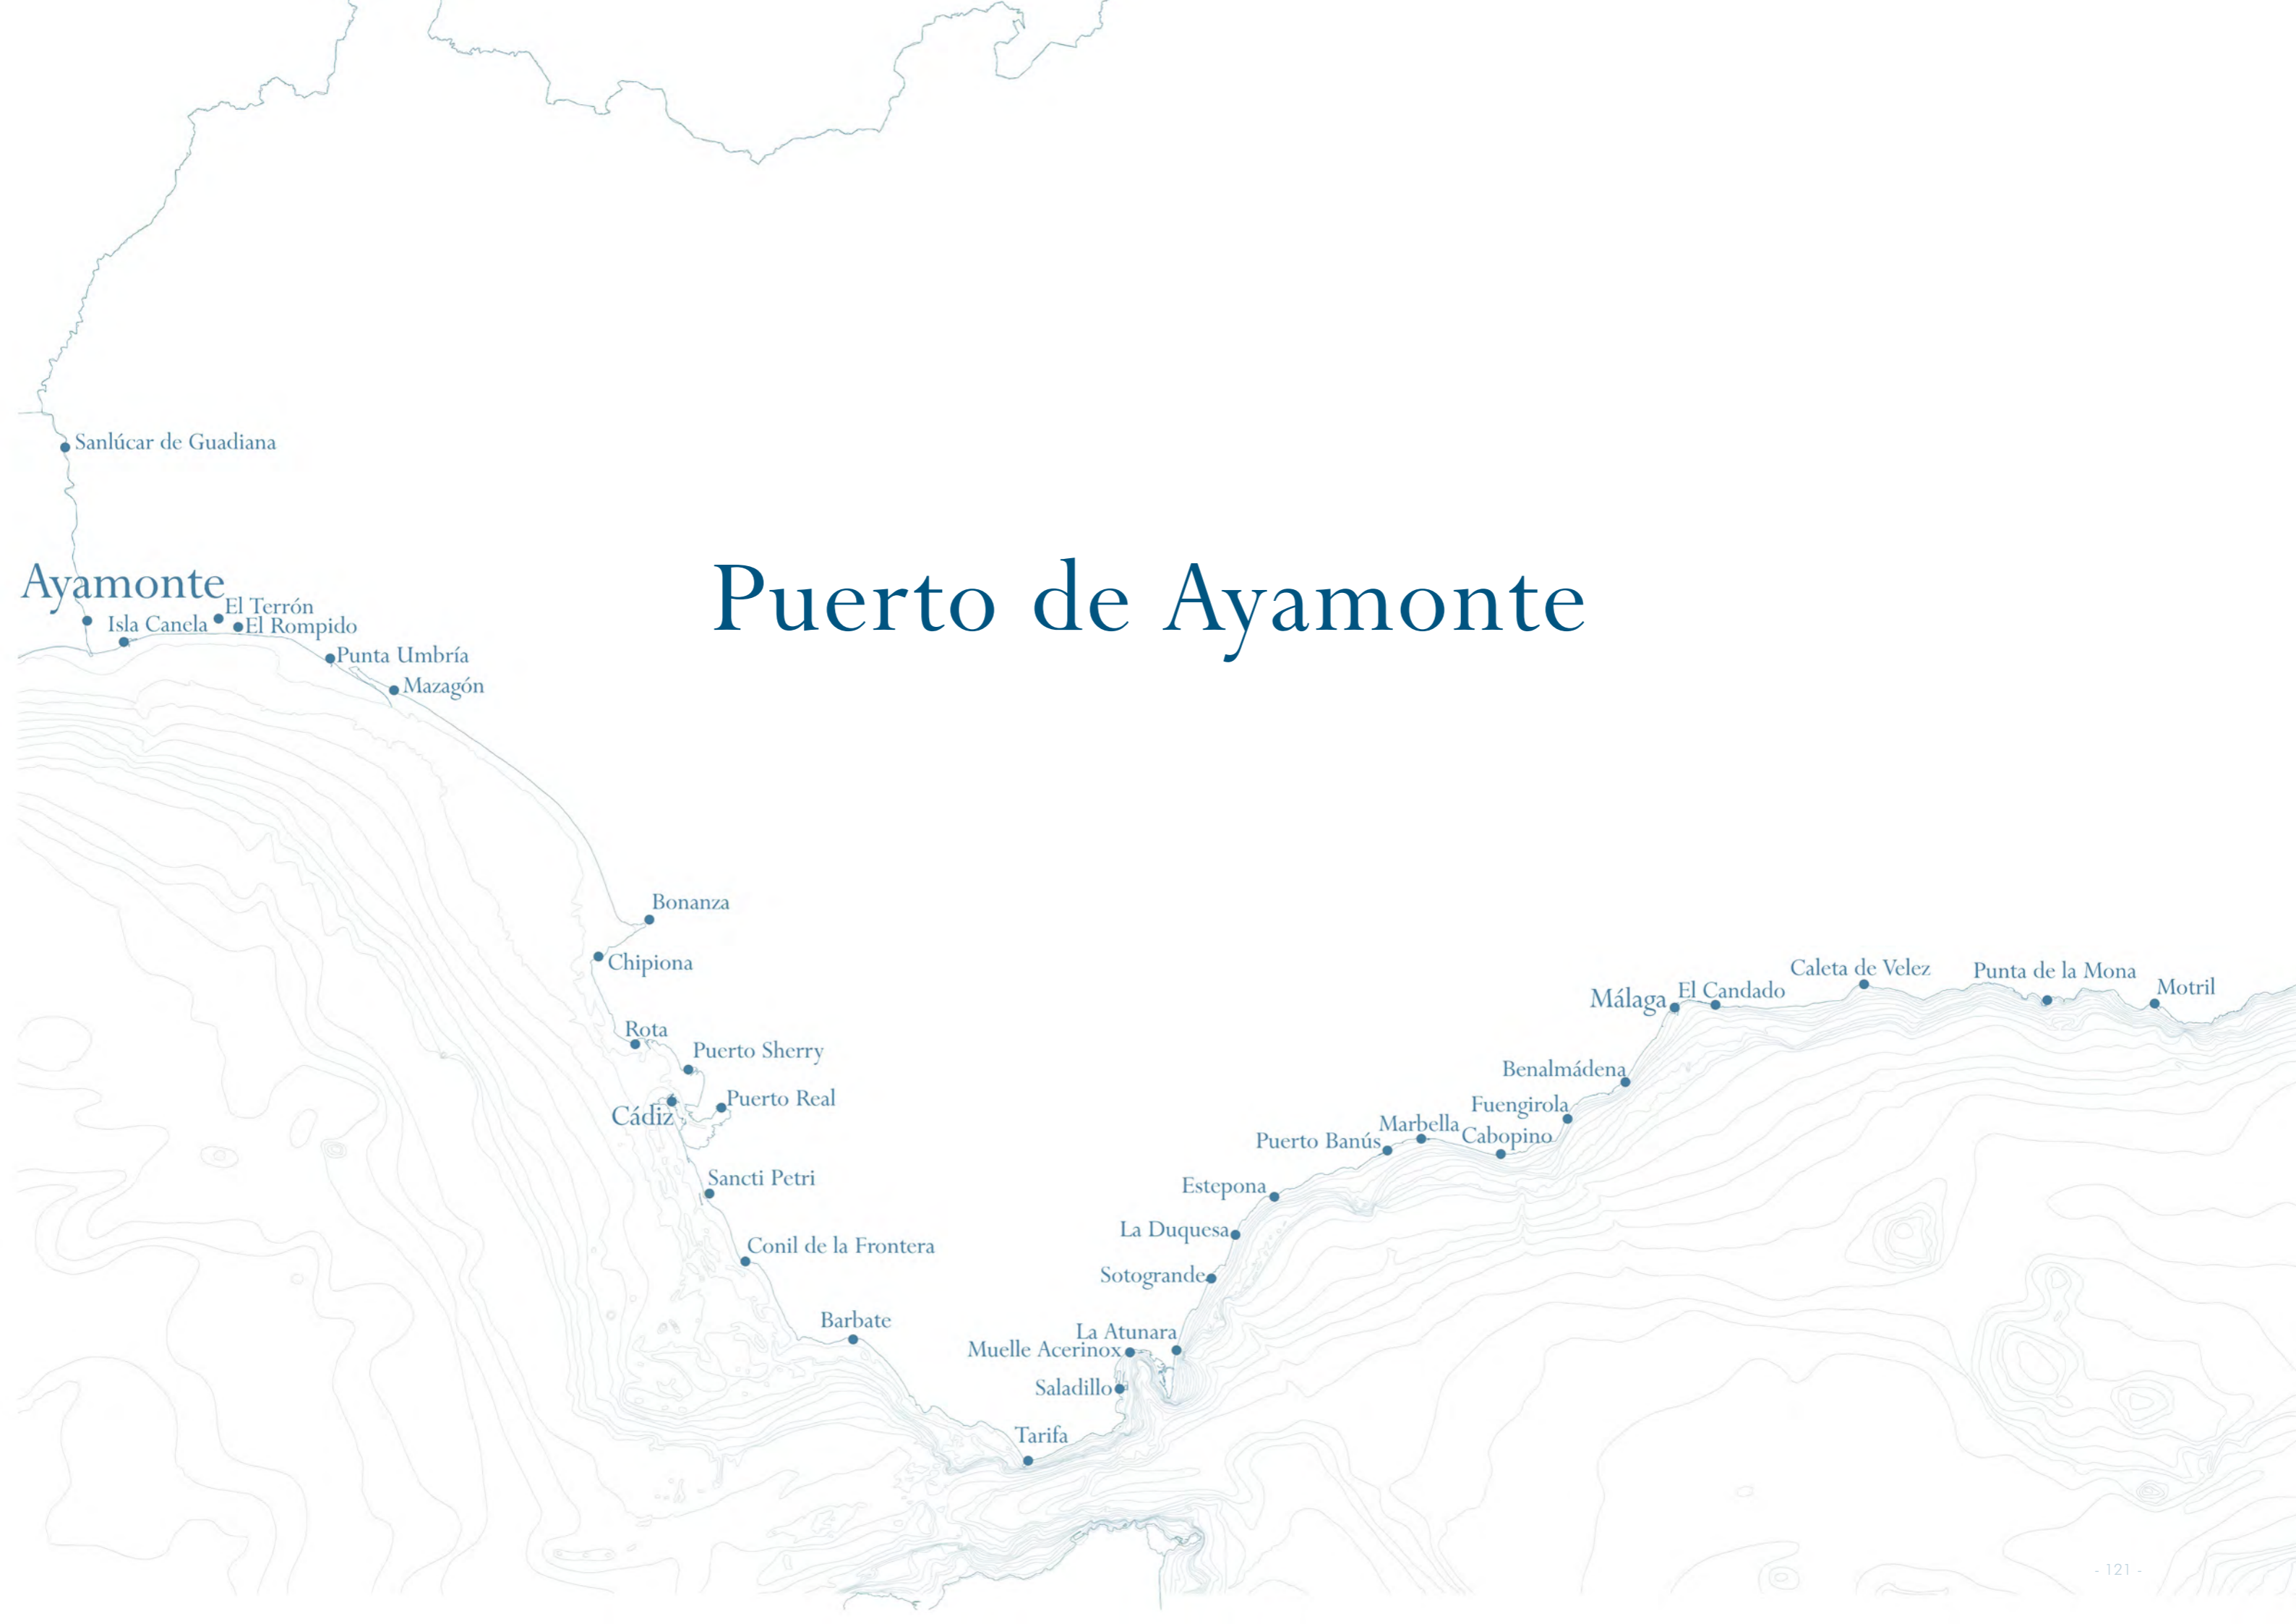 Sanlúcar de Guadiana
Puerto de Ayamonte
Ayamonte
El Terrón
Isla Canela
El Rompido
Punta Umbría
Mazagón
Bonanza
Chipiona
Rota
Puerto Sherry
Puerto Real
Cádiz
Sancti Petri
Conil de la Frontera
Barbate
Tarifa
Saladillo
Muelle Acerinox
La Atunara
Sotogrande
La Duquesa
Estepona
Puerto Banús
Marbella
Cabopino
Fuengirola
Benalmádena
Málaga
El Candado
Caleta de Velez
Punta de la Mona
Motril
- 121 -